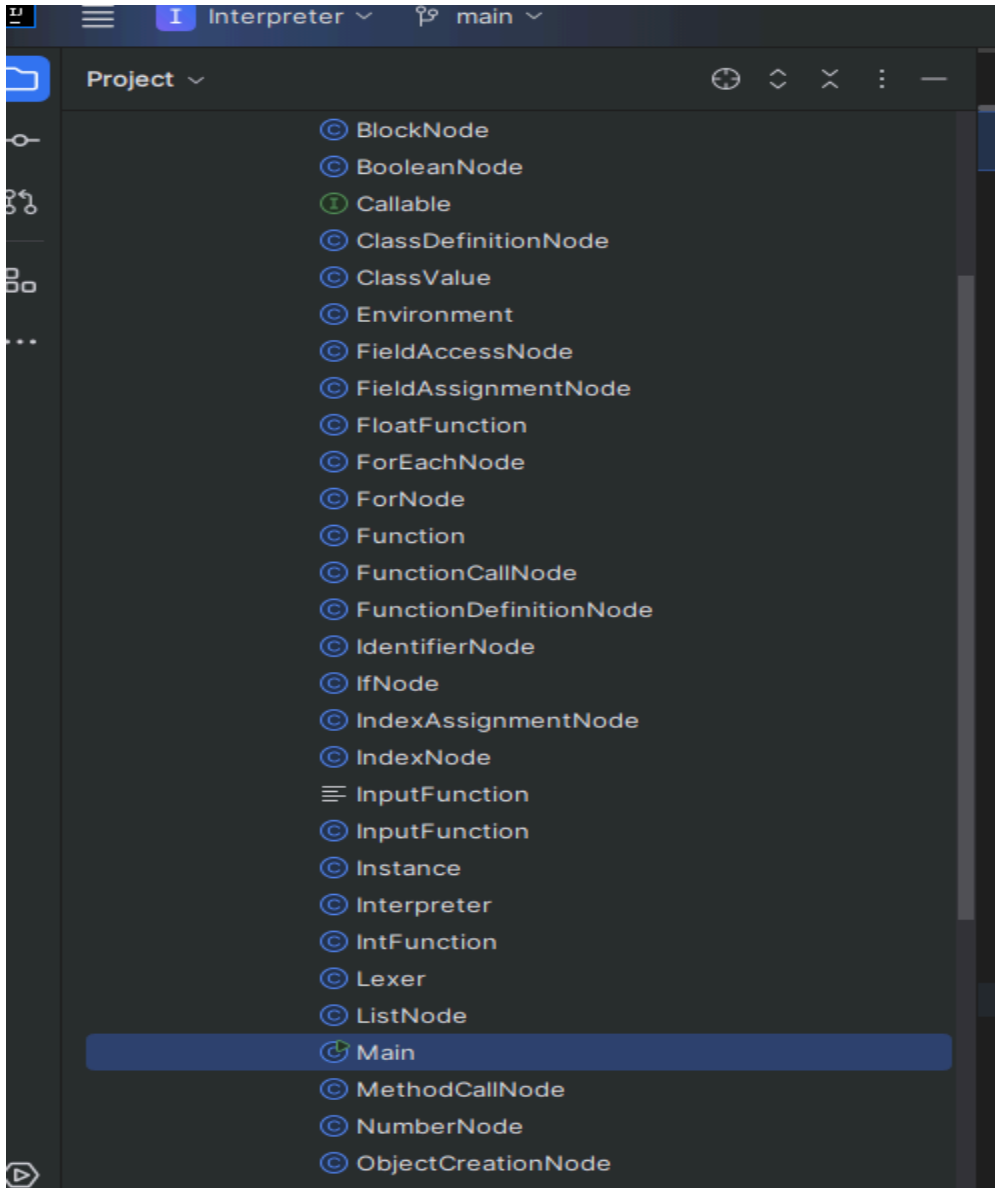 IJ
I Interpreter main
Project
C BlockNode
C BooleanNode
I Callable
C ClassDefinitionNode
C ClassValue
C Environment
C FieldAccessNode
C FieldAssignmentNode
C FloatFunction
C ForEachNode
C ForNode
C Function
C FunctionCallNode
C FunctionDefinitionNode
C IdentifierNode
C IfNode
C IndexAssignmentNode
C IndexNode
InputFunction
C InputFunction
C Instance
C Interpreter
C IntFunction
C Lexer
C ListNode
C Main
C MethodCallNode
C NumberNode
C ObjectCreationNode